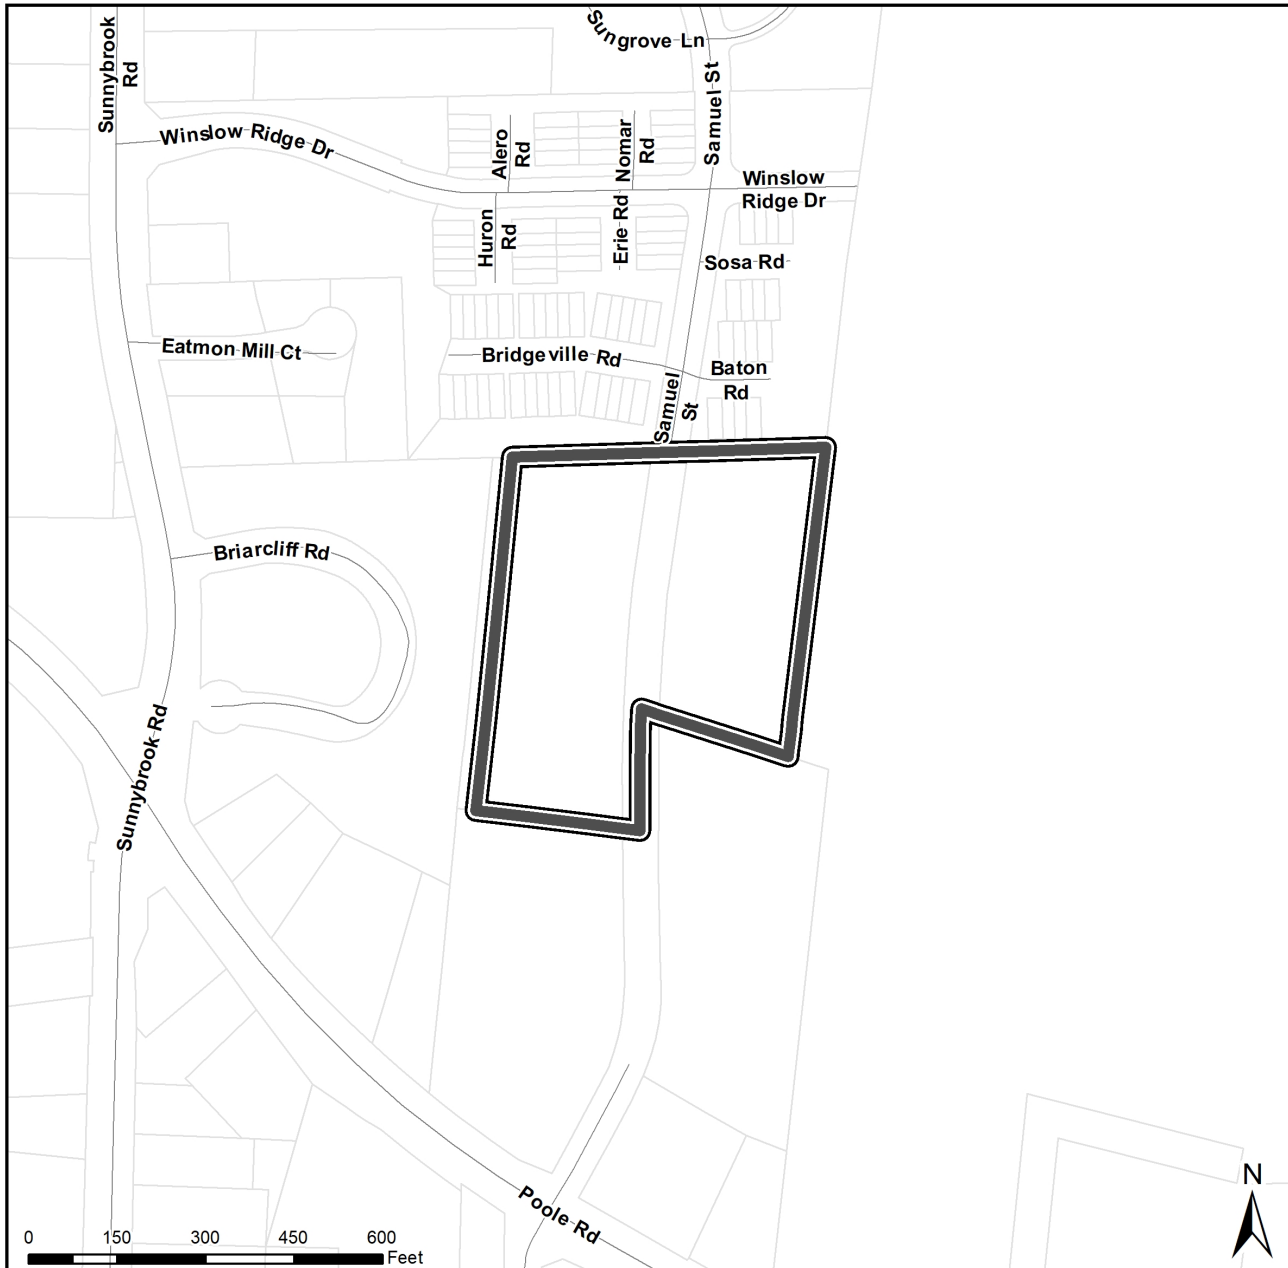 Sungrove Ln
Sunnybrook
Rd
Samuel St
Winslow Ridge Dr
Alero
Rd
Nomar
Rd
Winslow
Ridge Dr
Huron
Rd
Erie Rd
Sosa Rd
Eatmon Mill Ct
Bridgeville Rd
Baton
Rd
Samuel
St
Briarcliff Rd
Sunnybrook Rd
Poole Rd
N
0 150 300 450 600
Feet